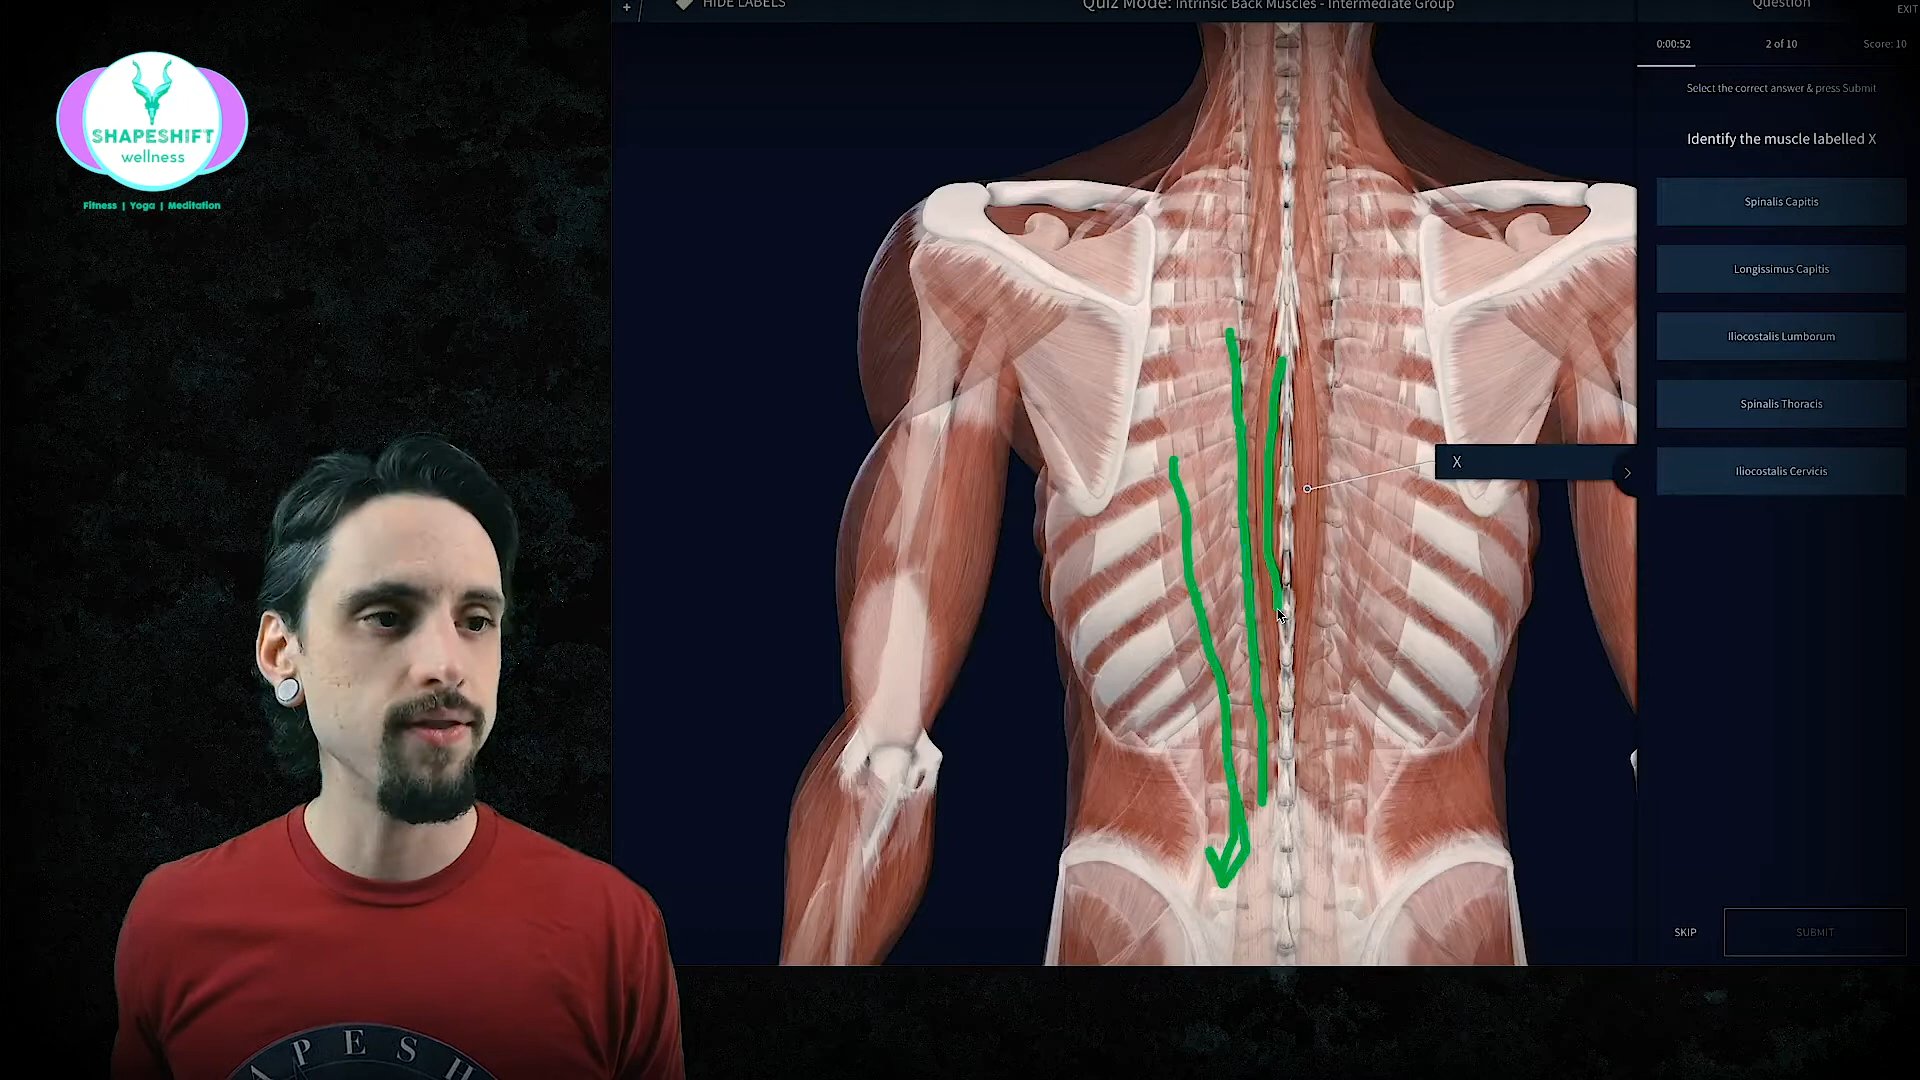 SHAPESHIFT
wellness
Fitness | Yoga | Meditation
+
HIDE LABELS
Quiz Mode: Intrinsic Back Muscles - Intermediate Group
Question
EXIT
0:00:52
2 of 10
Score: 10
Select the correct answer & press Submit
Identify the muscle labelled X
Spinalis Capitis
Longissimus Capitis
Iliocostalis Lumborum
Spinalis Thoracis
Iliocostalis Cervicis
X
SKIP
SUBMIT
APESH